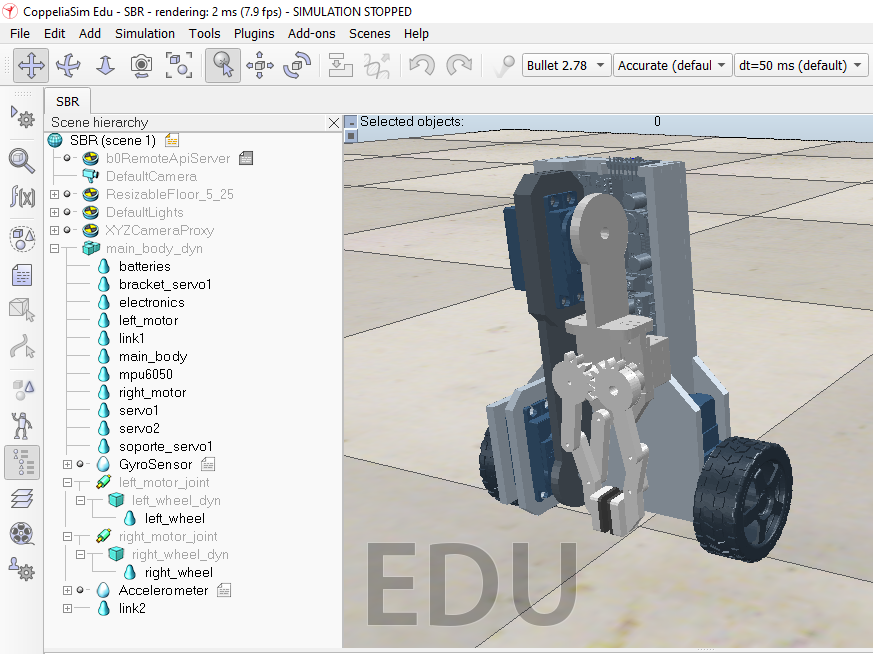 CoppeliaSim Edu - SBR - rendering: 2 ms (7.9 fps) - SIMULATION STOPPED
File Edit Add Simulation Tools Plugins Add-ons Scenes Help
Bullet 2.78 Accurate (defaul dt=50 ms (default)
SBR
Scene hierarchy
Selected objects: 0
SBR (scene 1)
b0RemoteApiServer
DefaultCamera
ResizableFloor_5_25
DefaultLights
XYZCameraProxy
main_body_dyn
batteries
bracket_servo1
electronics
left_motor
link1
main_body
mpu6050
right_motor
servo1
servo2
soporte_servo1
GyroSensor
left_motor_joint
left_wheel_dyn
left_wheel
right_motor_joint
right_wheel_dyn
right_wheel
Accelerometer
link2
f(x)
EDU